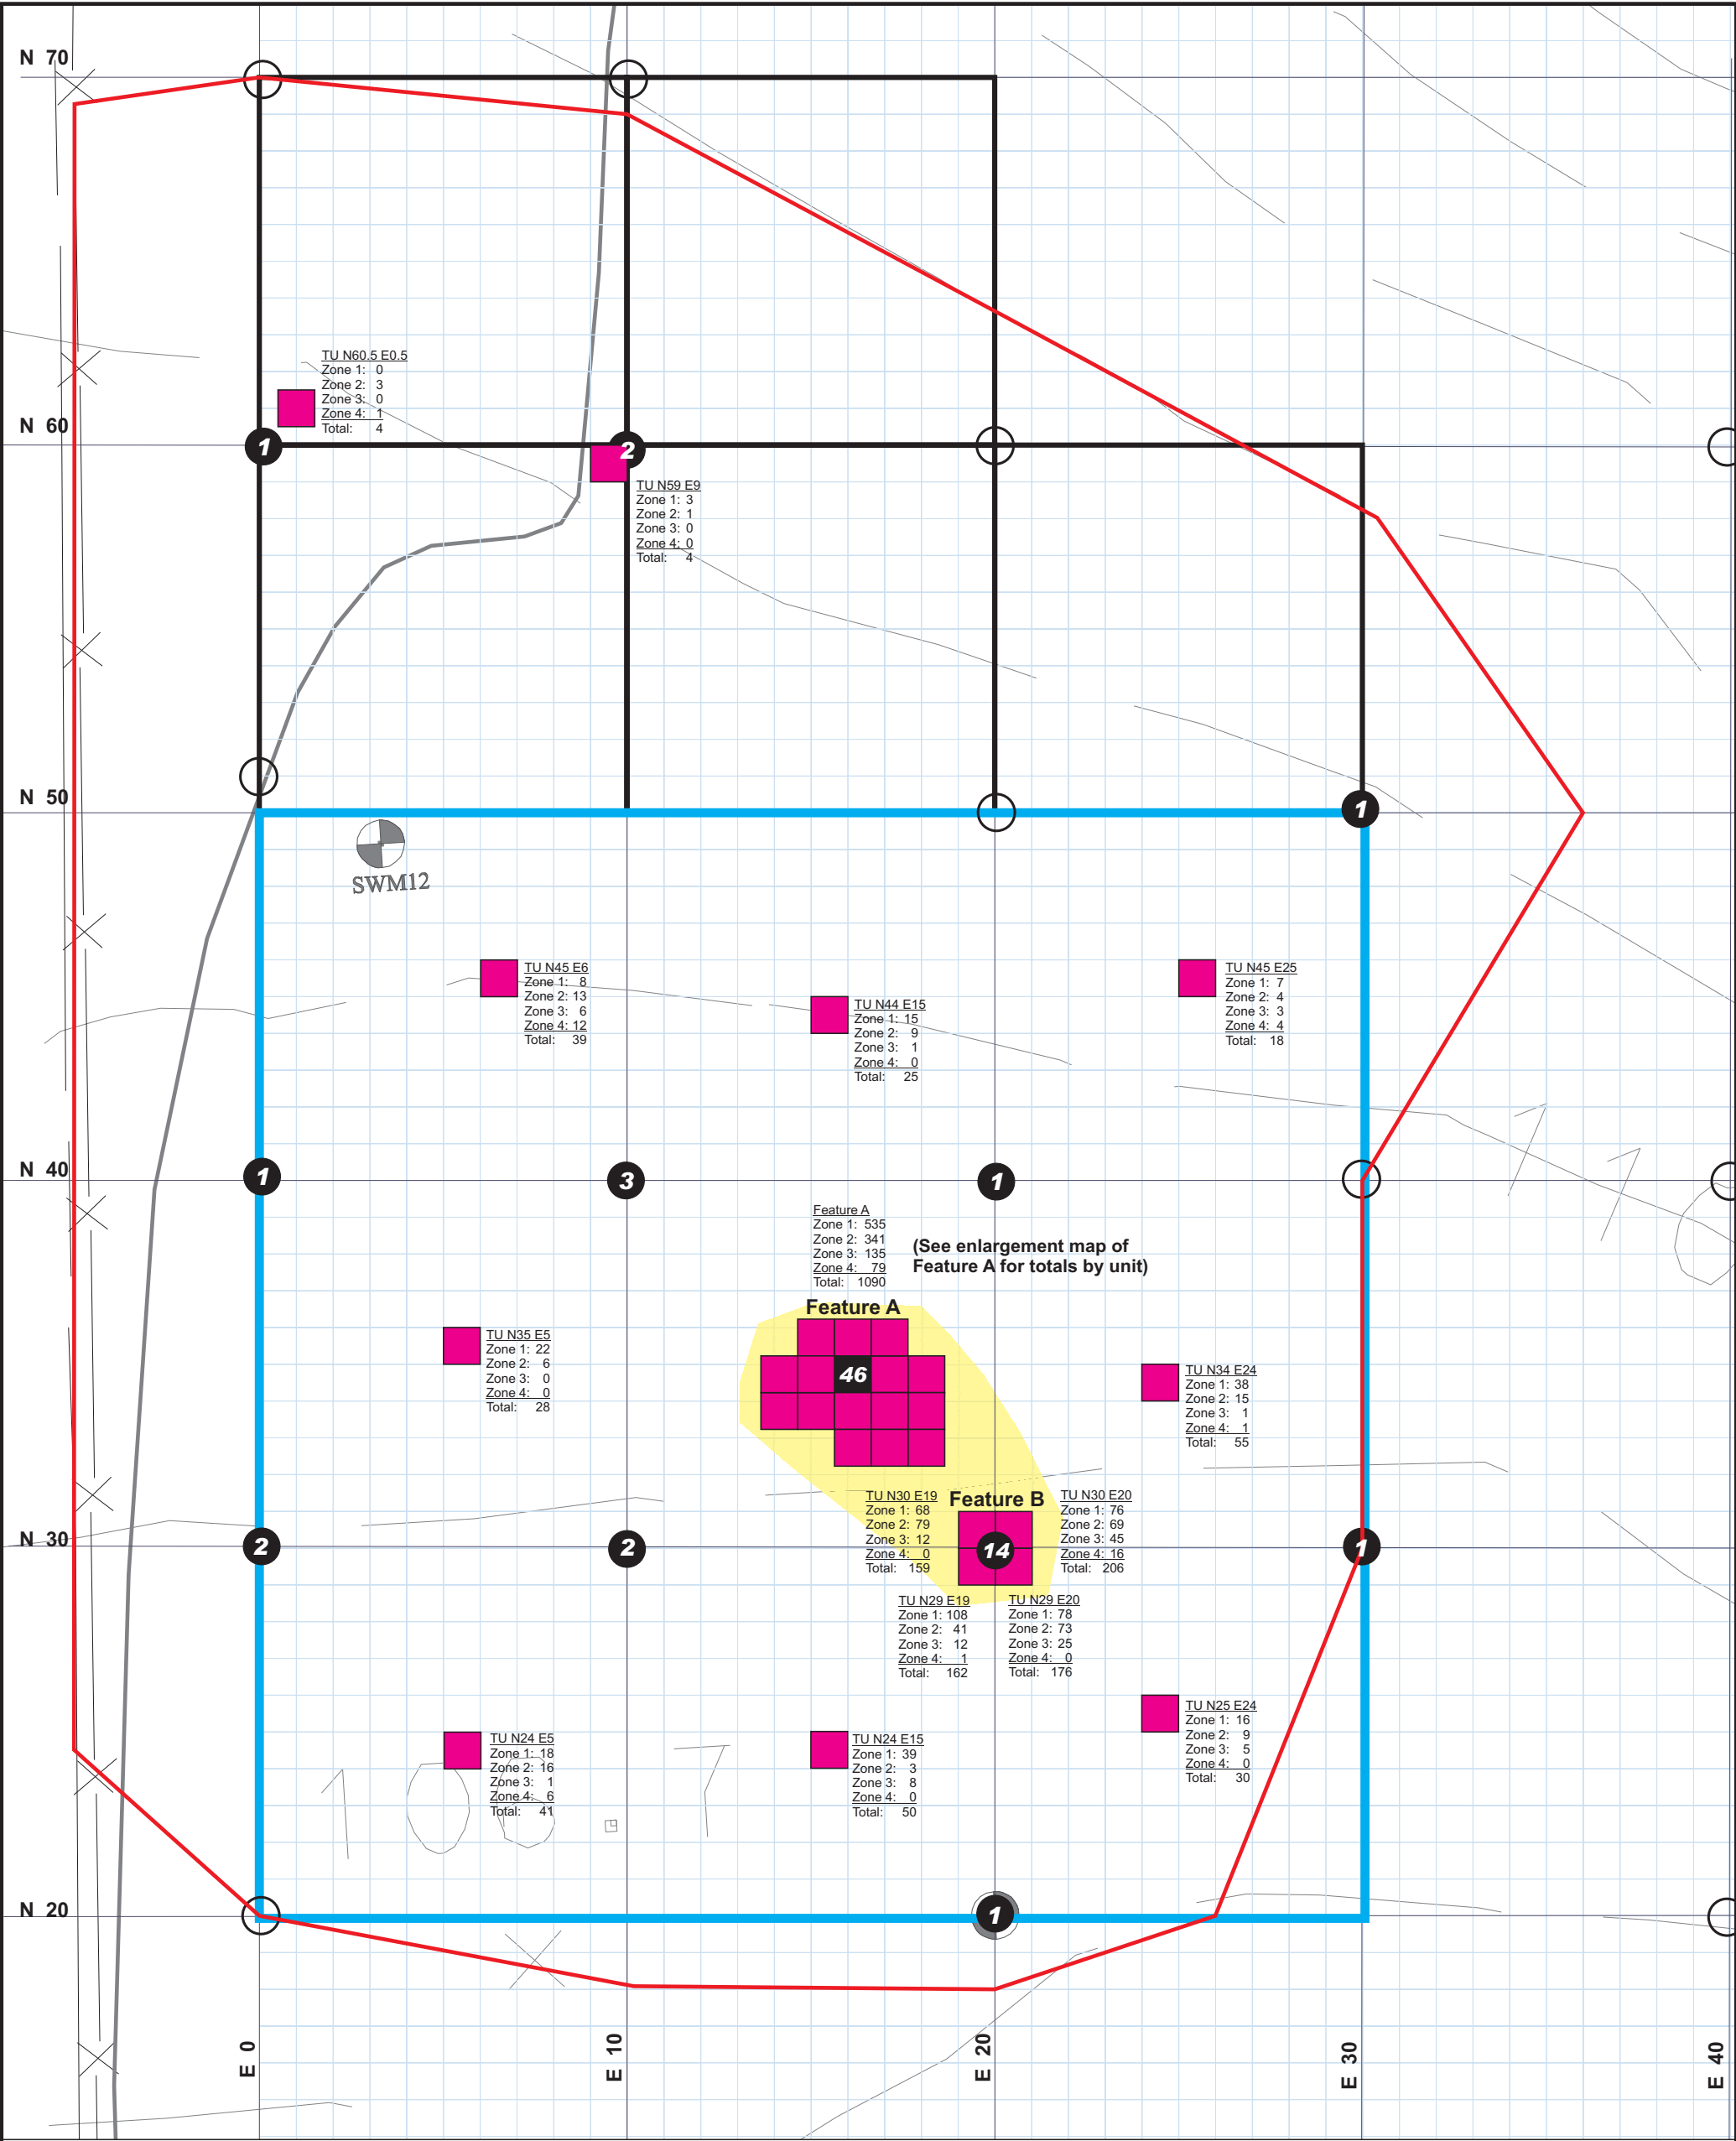 N 70
TU N60.5 E0.5
Zone 1: 0
Zone 2: 3
Zone 3: 0
Zone 4: 1
Total: 4
N 60
1
2
TU N59 E9
Zone 1: 3
Zone 2: 1
Zone 3: 0
Zone 4: 0
Total: 4
N 50
1
SWM12
TU N45 E6
Zone 1: 8
Zone 2: 13
Zone 3: 6
Zone 4: 12
Total: 39
TU N44 E15
Zone 1: 15
Zone 2: 9
Zone 3: 1
Zone 4: 0
Total: 25
TU N45 E25
Zone 1: 7
Zone 2: 4
Zone 3: 3
Zone 4: 4
Total: 18
N 40
1
3
1
Feature A
Zone 1: 535
Zone 2: 341
Zone 3: 135
Zone 4: 79
Total: 1090
(See enlargement map of
Feature A for totals by unit)
Feature A
46
TU N35 E5
Zone 1: 22
Zone 2: 6
Zone 3: 0
Zone 4: 0
Total: 28
TU N34 E24
Zone 1: 38
Zone 2: 15
Zone 3: 1
Zone 4: 1
Total: 55
N 30
2
2
TU N30 E19
Zone 1: 68
Zone 2: 79
Zone 3: 12
Zone 4: 0
Total: 159
Feature B
14
TU N30 E20
Zone 1: 76
Zone 2: 69
Zone 3: 45
Zone 4: 16
Total: 206
1
TU N29 E19
Zone 1: 108
Zone 2: 41
Zone 3: 12
Zone 4: 1
Total: 162
TU N29 E20
Zone 1: 78
Zone 2: 73
Zone 3: 25
Zone 4: 0
Total: 176
TU N24 E5
Zone 1: 18
Zone 2: 16
Zone 3: 1
Zone 4: 6
Total: 41
TU N24 E15
Zone 1: 39
Zone 2: 3
Zone 3: 8
Zone 4: 0
Total: 50
TU N25 E24
Zone 1: 16
Zone 2: 9
Zone 3: 5
Zone 4: 0
Total: 30
N 20
1
E 0
E 10
E 20
E 30
E 40